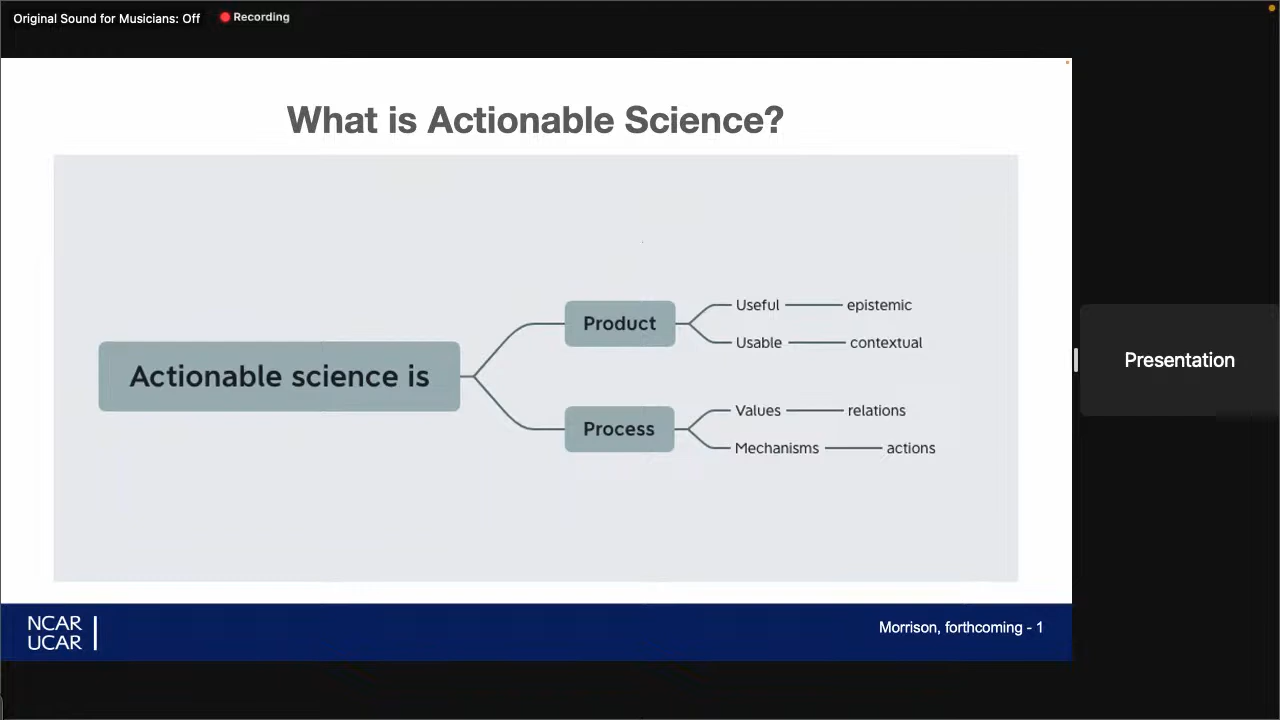 Original Sound for Musicians: Off
Recording
What is Actionable Science?
Actionable science is
Product
Useful
epistemic
Usable
contextual
Process
Values
relations
Mechanisms
actions
Presentation
NCAR
UCAR
Morrison, forthcoming - 1